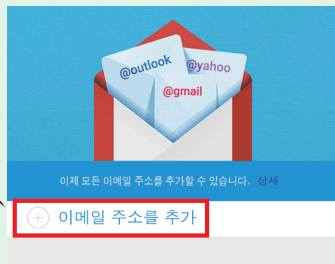 @outlook
@yahoo
@gmail
이제 모든 이메일 주소를 추가할 수 있습니다. 상세
이메일 주소를 추가